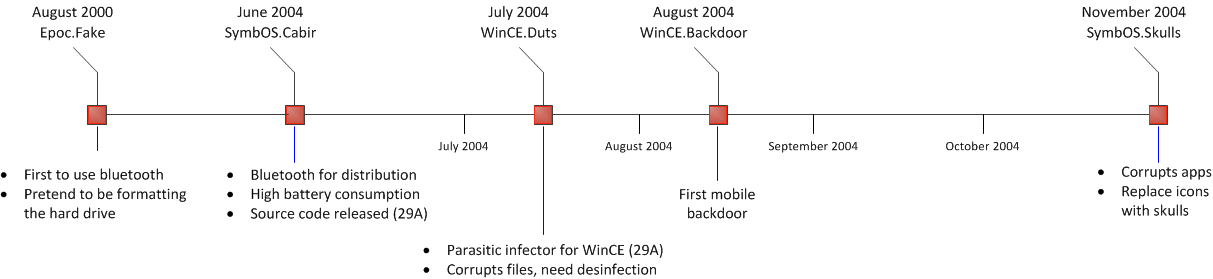 August 2000
Epoc.Fake
June 2004
SymbOS.Cabir
July 2004
WinCE.Duts
August 2004
WinCE.Backdoor
November 2004
SymbOS.Skulls
July 2004
August 2004
September 2004
October 2004
• First to use bluetooth
• Pretend to be formatting
the hard drive
• Bluetooth for distribution
• High battery consumption
• Source code released (29A)
• Parasitic infector for WinCE (29A)
• Corrupts files, need desinfection
First mobile
backdoor
• Corrupts apps
• Replace icons
with skulls